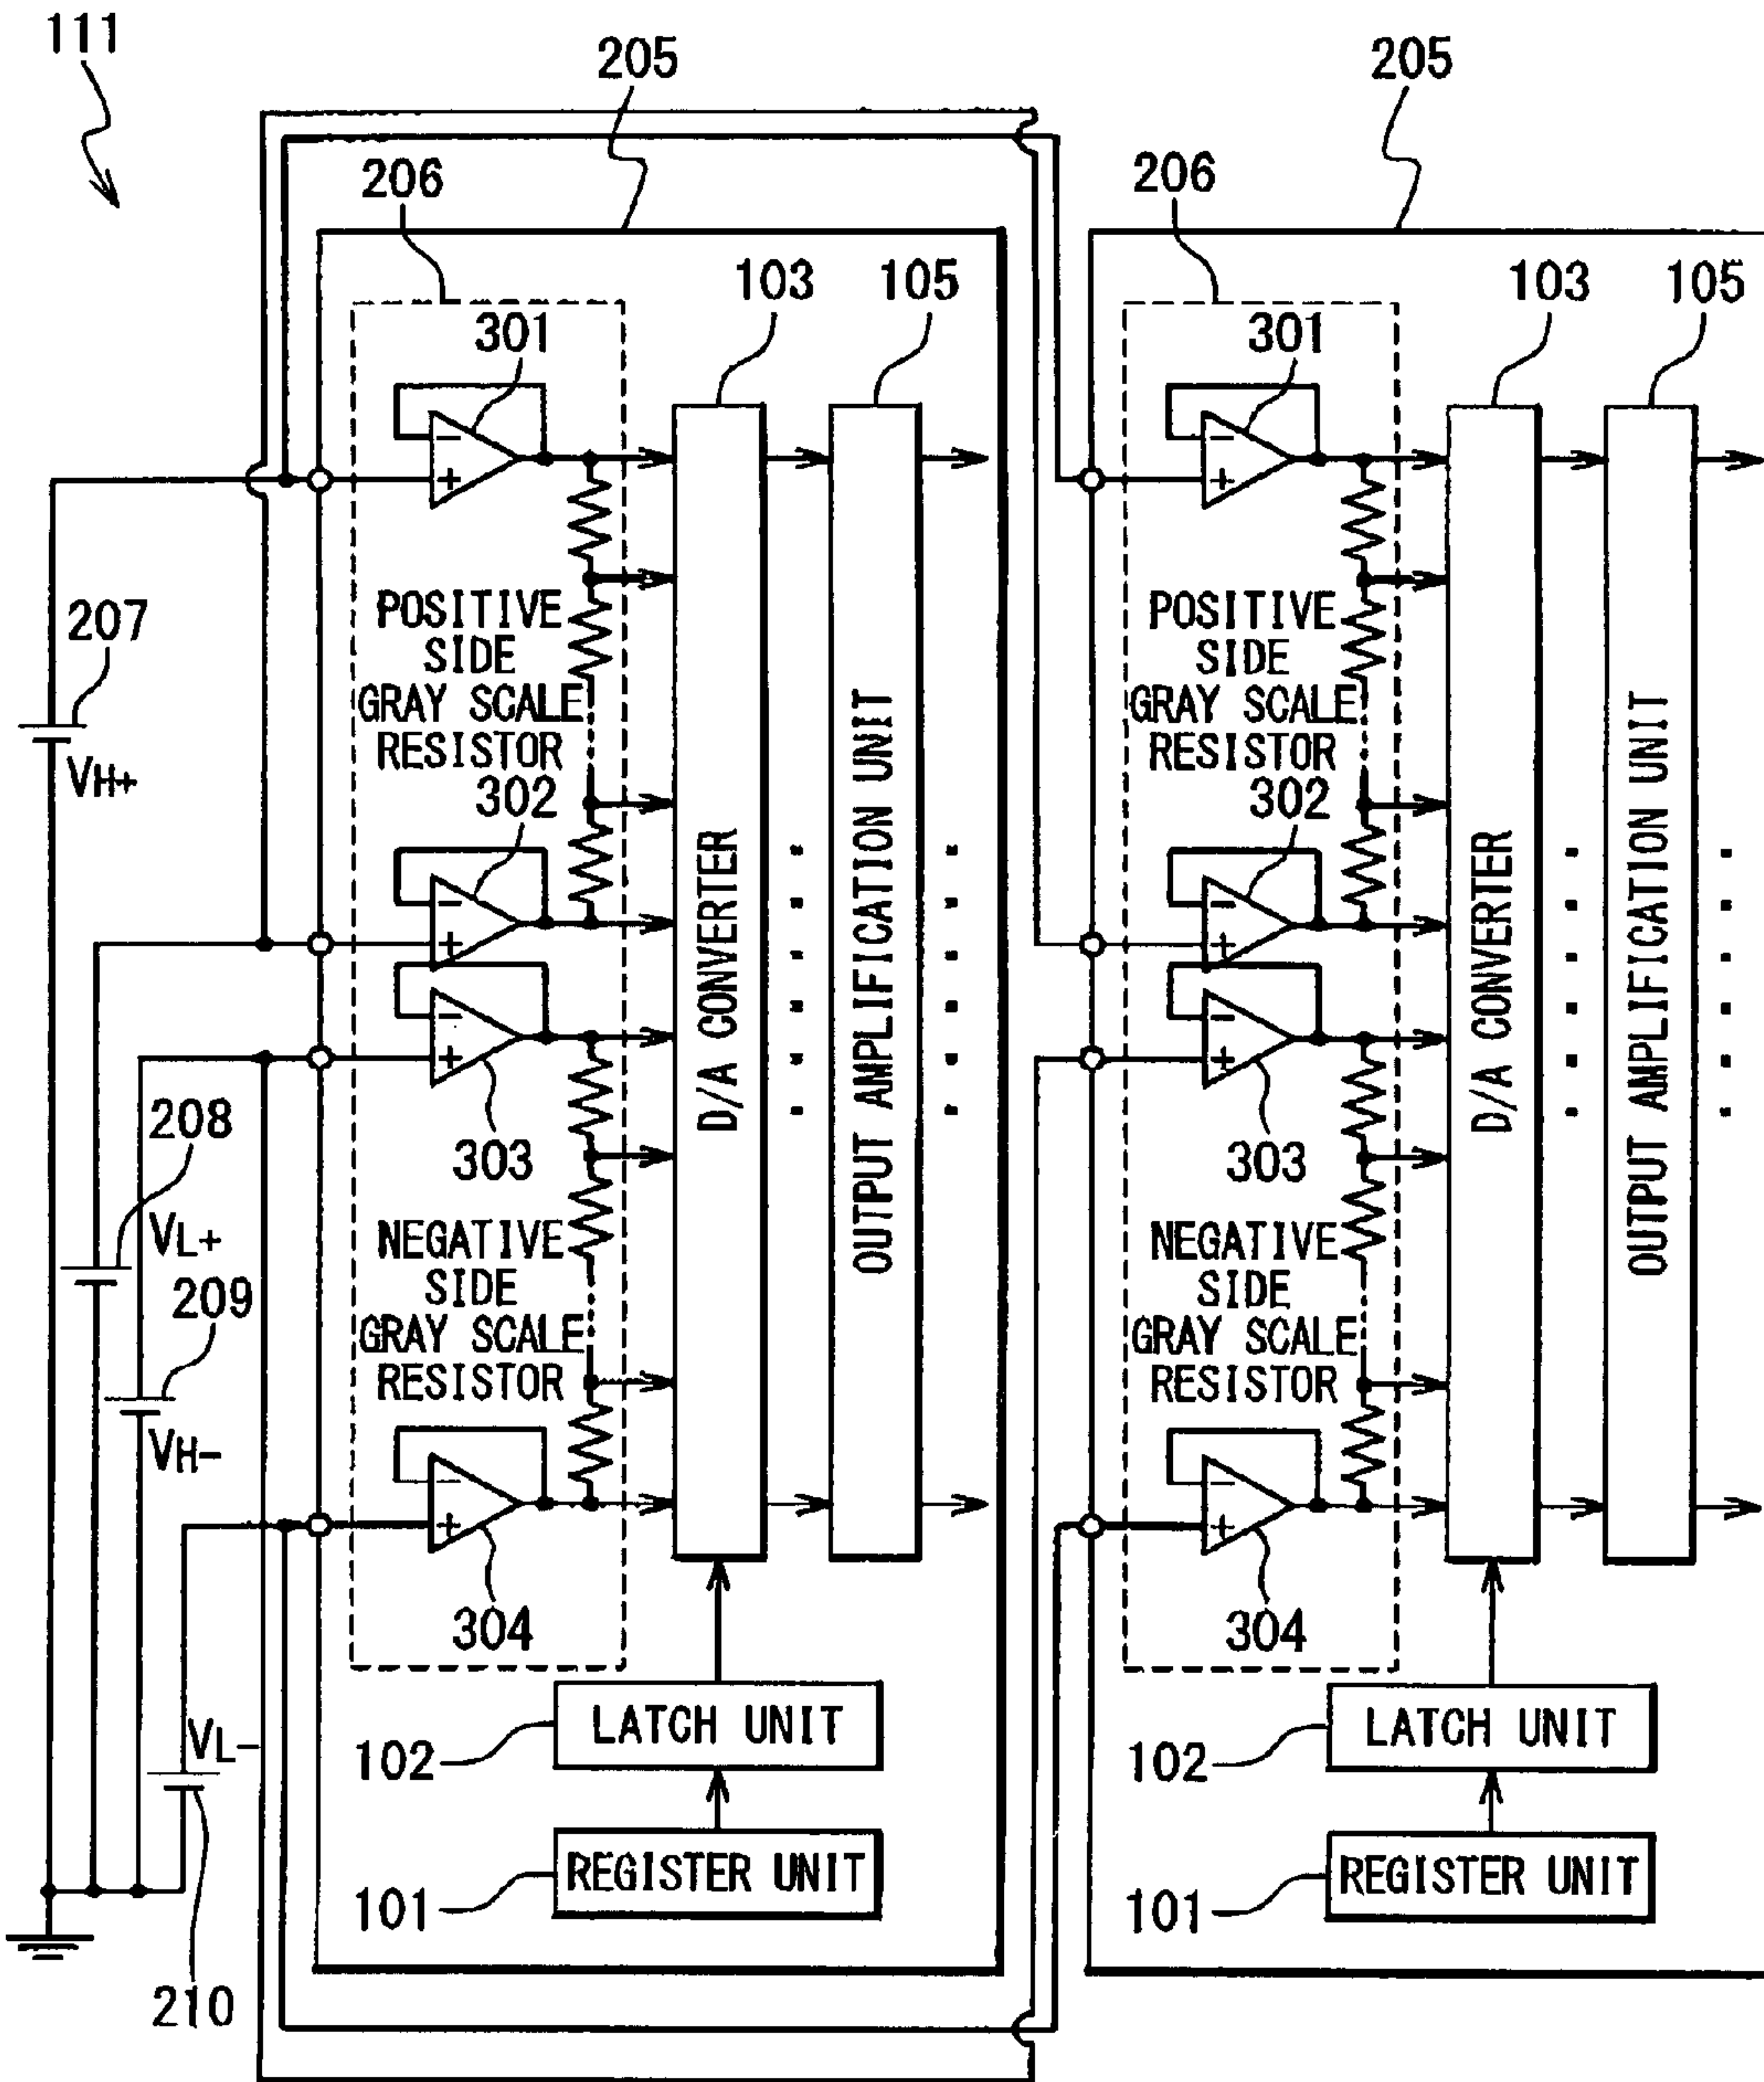 111
205
205
206
206
103
105
103
105
301
301
207
VH+
POSITIVE
SIDE
GRAY SCALE
RESISTOR
POSITIVE
SIDE
GRAY SCALE
RESISTOR
302
302
D/A CONVERTER
OUTPUT AMPLIFICATION UNIT
D/A CONVERTER
OUTPUT AMPLIFICATION UNIT
208
VL+
303
303
209
VH-
NEGATIVE
SIDE
GRAY SCALE
RESISTOR
NEGATIVE
SIDE
GRAY SCALE
RESISTOR
304
304
VL-
210
102
LATCH UNIT
102
LATCH UNIT
101
REGISTER UNIT
101
REGISTER UNIT